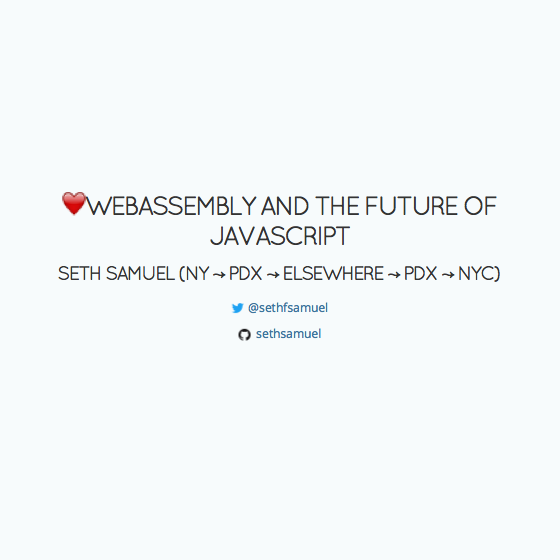 ❤️WEBASSEMBLY AND THE FUTURE OF
JAVASCRIPT
SETH SAMUEL (NY → PDX → ELSEWHERE → PDX → NYC)
@sethfsamuel
sethsamuel